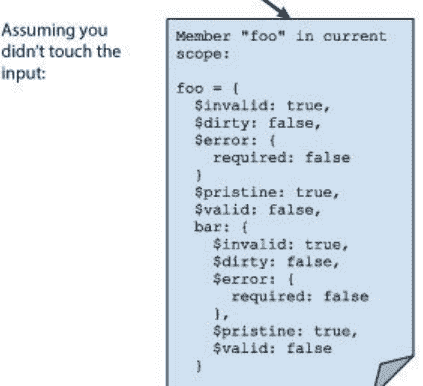 Assuming you
didn't touch the
input:
Member "foo" in current
scope:
foo = {
$invalid: true,
$dirty: false,
$error: {
required: false
}
$pristine: true,
$valid: false,
bar: {
$invalid: true,
$dirty: false,
$error: {
required: false
},
$pristine: true,
$valid: false
}